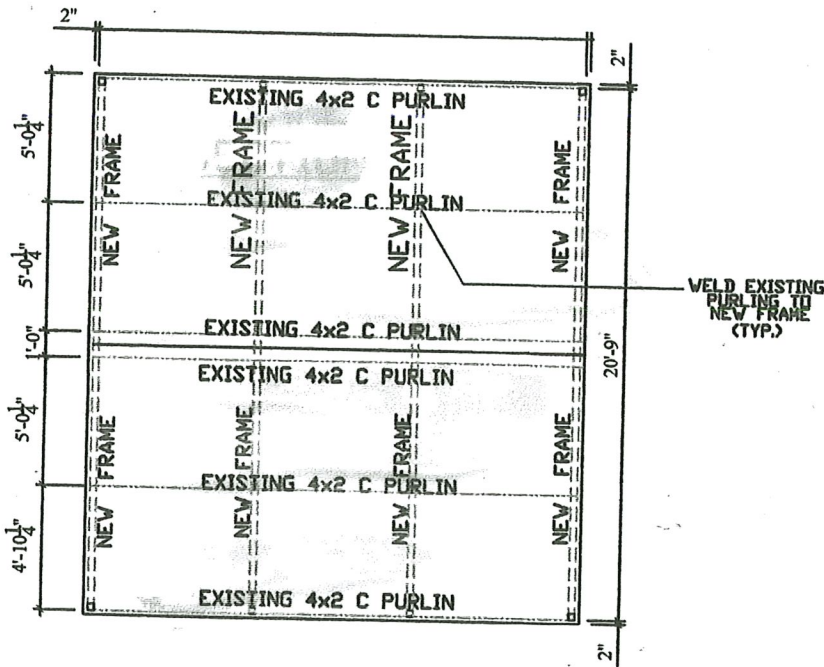 2"
2"
EXISTING 4x2 C PURLIN
5'-0¼"
NEW FRAME
NEW FRAME
NEW FRAME
NEW FRAME
EXISTING 4x2 C PURLIN
5'-0¼"
WELD EXISTING
PURLING TO
NEW FRAME
(TYP.)
EXISTING 4x2 C PURLIN
1'-0"
20'-9"
EXISTING 4x2 C PURLIN
5'-0¼"
NEW FRAME
NEW FRAME
NEW FRAME
NEW FRAME
EXISTING 4x2 C PURLIN
4'-10¼"
EXISTING 4x2 C PURLIN
2"